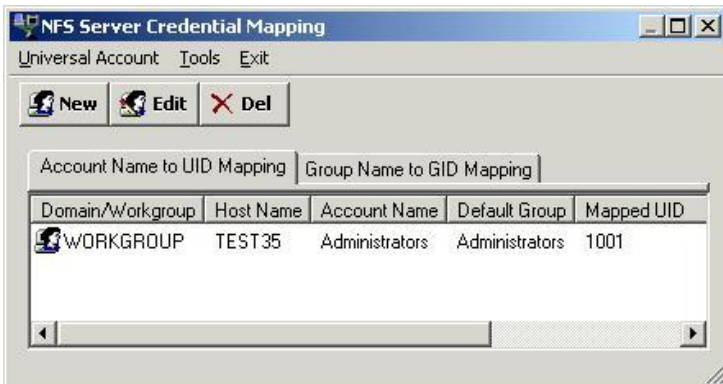 NFS Server Credential Mapping
Universal Account Tools Exit
New Edit Del
Account Name to UID Mapping Group Name to GID Mapping
Domain/Workgroup Host Name Account Name Default Group Mapped UID
WORKGROUP TEST35 Administrators Administrators 1001